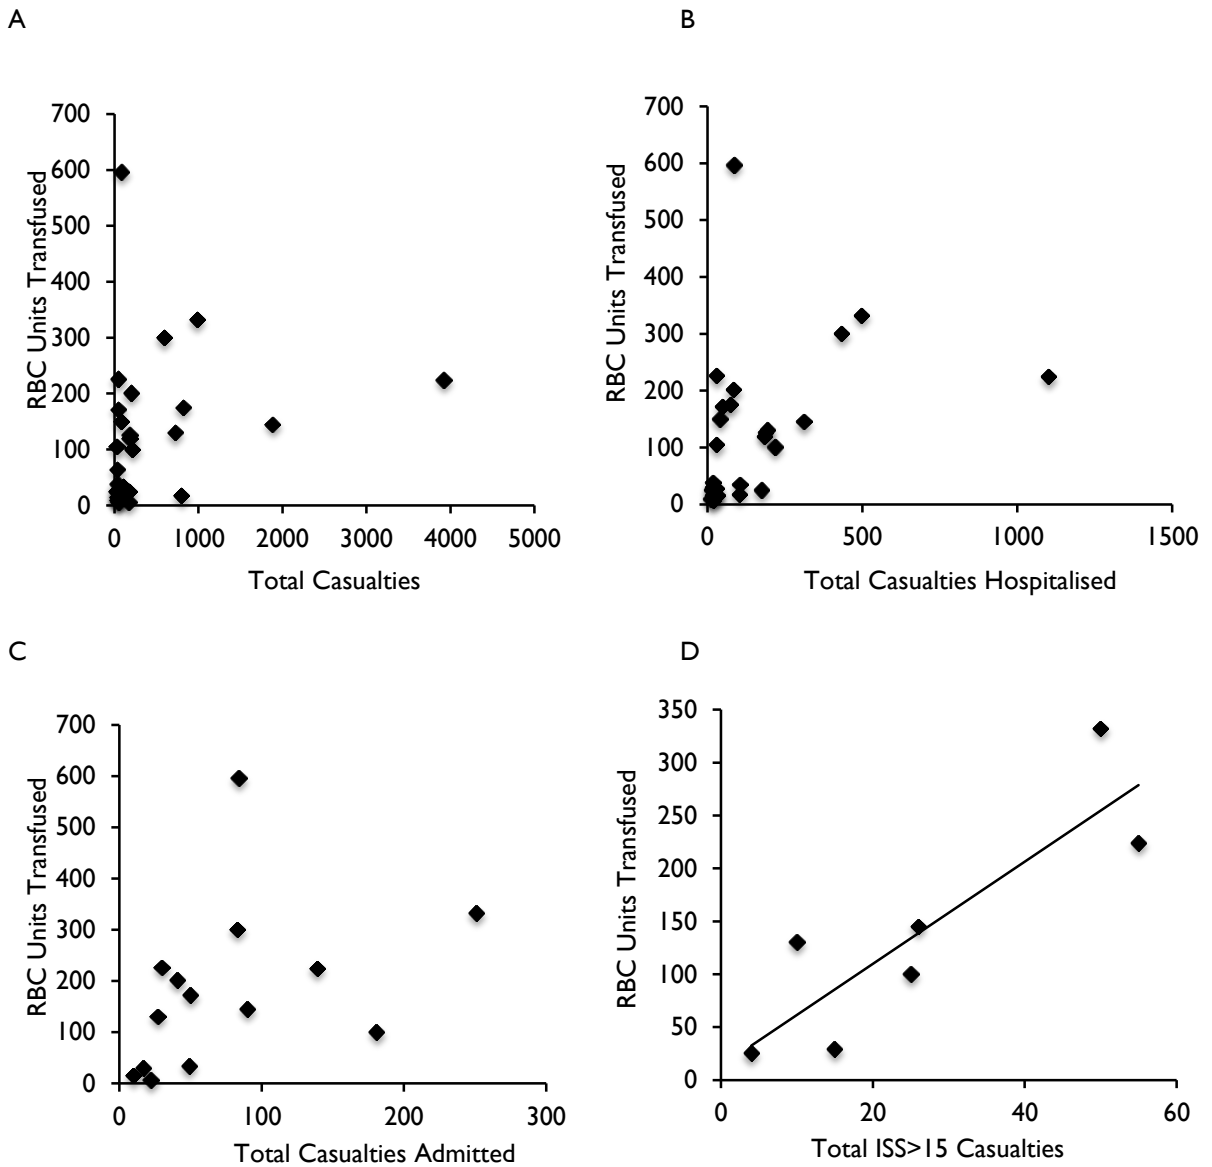 A
RBC Units Transfused
700
600
500
400
300
200
100
0
0 1000 2000 3000 4000 5000
Total Casualties
B
RBC Units Transfused
700
600
500
400
300
200
100
0
0 500 1000 1500
Total Casualties Hospitalised
C
RBC Units Transfused
700
600
500
400
300
200
100
0
0 100 200 300
Total Casualties Admitted
D
RBC Units Transfused
350
300
250
200
150
100
50
0
0 20 40 60
Total ISS>15 Casualties